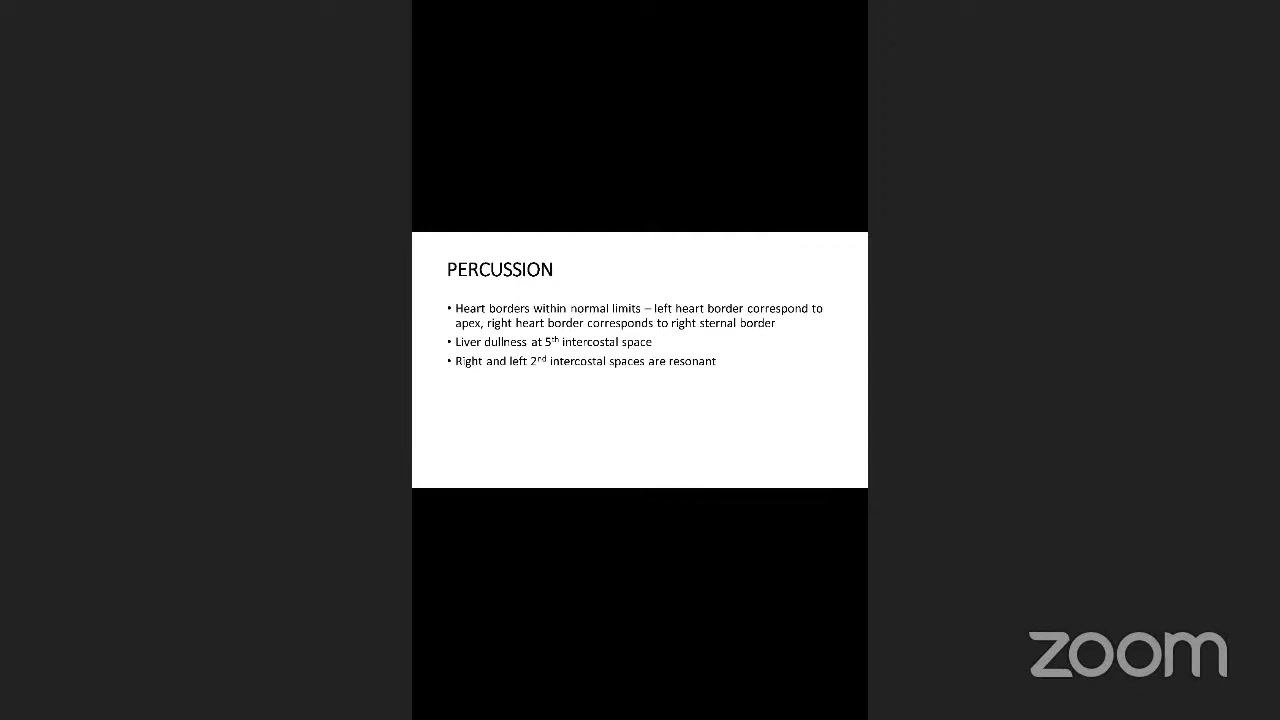 PERCUSSION
• Heart borders within normal limits – left heart border correspond to
apex, right heart border corresponds to right sternal border
• Liver dullness at 5th intercostal space
• Right and left 2nd intercostal spaces are resonant
zoom